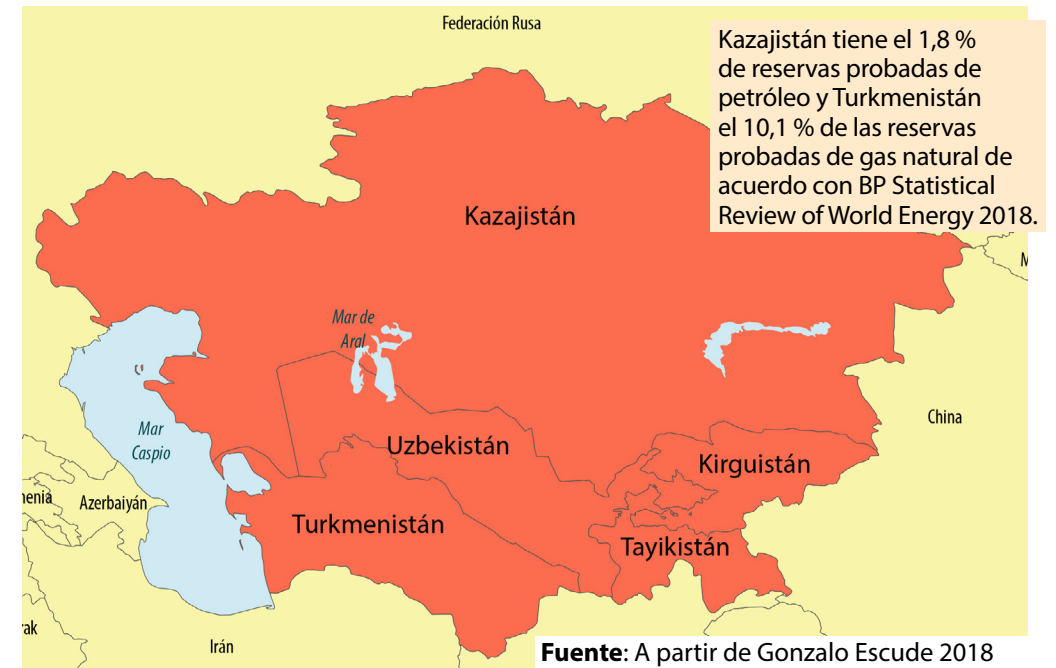 Federación Rusa
Kazajistán tiene el 1,8 %
de reservas probadas de
petróleo y Turkmenistán
el 10,1 % de las reservas
probadas de gas natural de
acuerdo con BP Statistical
Review of World Energy 2018.
Kazajistán
M
Mar de
Aral
Mar
Caspio
Uzbekistán
China
Kirguistán
enia
Azerbaiyán
Turkmenistán
Tayikistán
ak
Irán
Fuente: A partir de Gonzalo Escude 2018